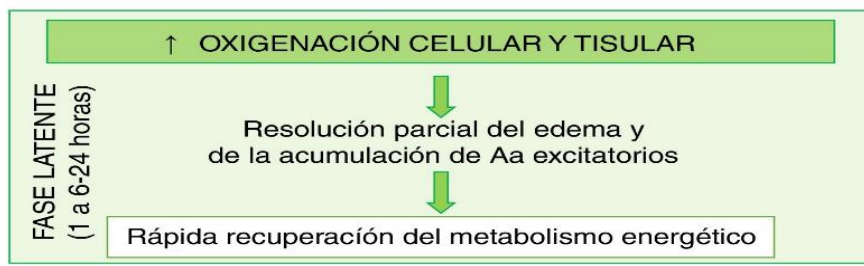 ↑ OXIGENACIÓN CELULAR Y TISULAR
FASE LATENTE
(1 a 6-24 horas)
Resolución parcial del edema y
de la acumulación de Aa excitatorios
Rápida recuperacíón del metabolismo energético